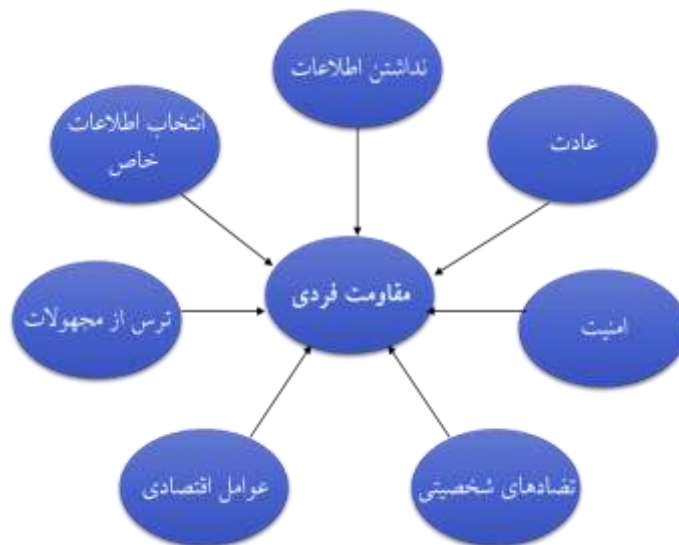 نداشتن اطلاعات
عادت
انتخاب اطلاعات
خاص
مقاومت فردی
امنیت
ترس از مجهولات
تضادهای شخصیتی
عوامل اقتصادی